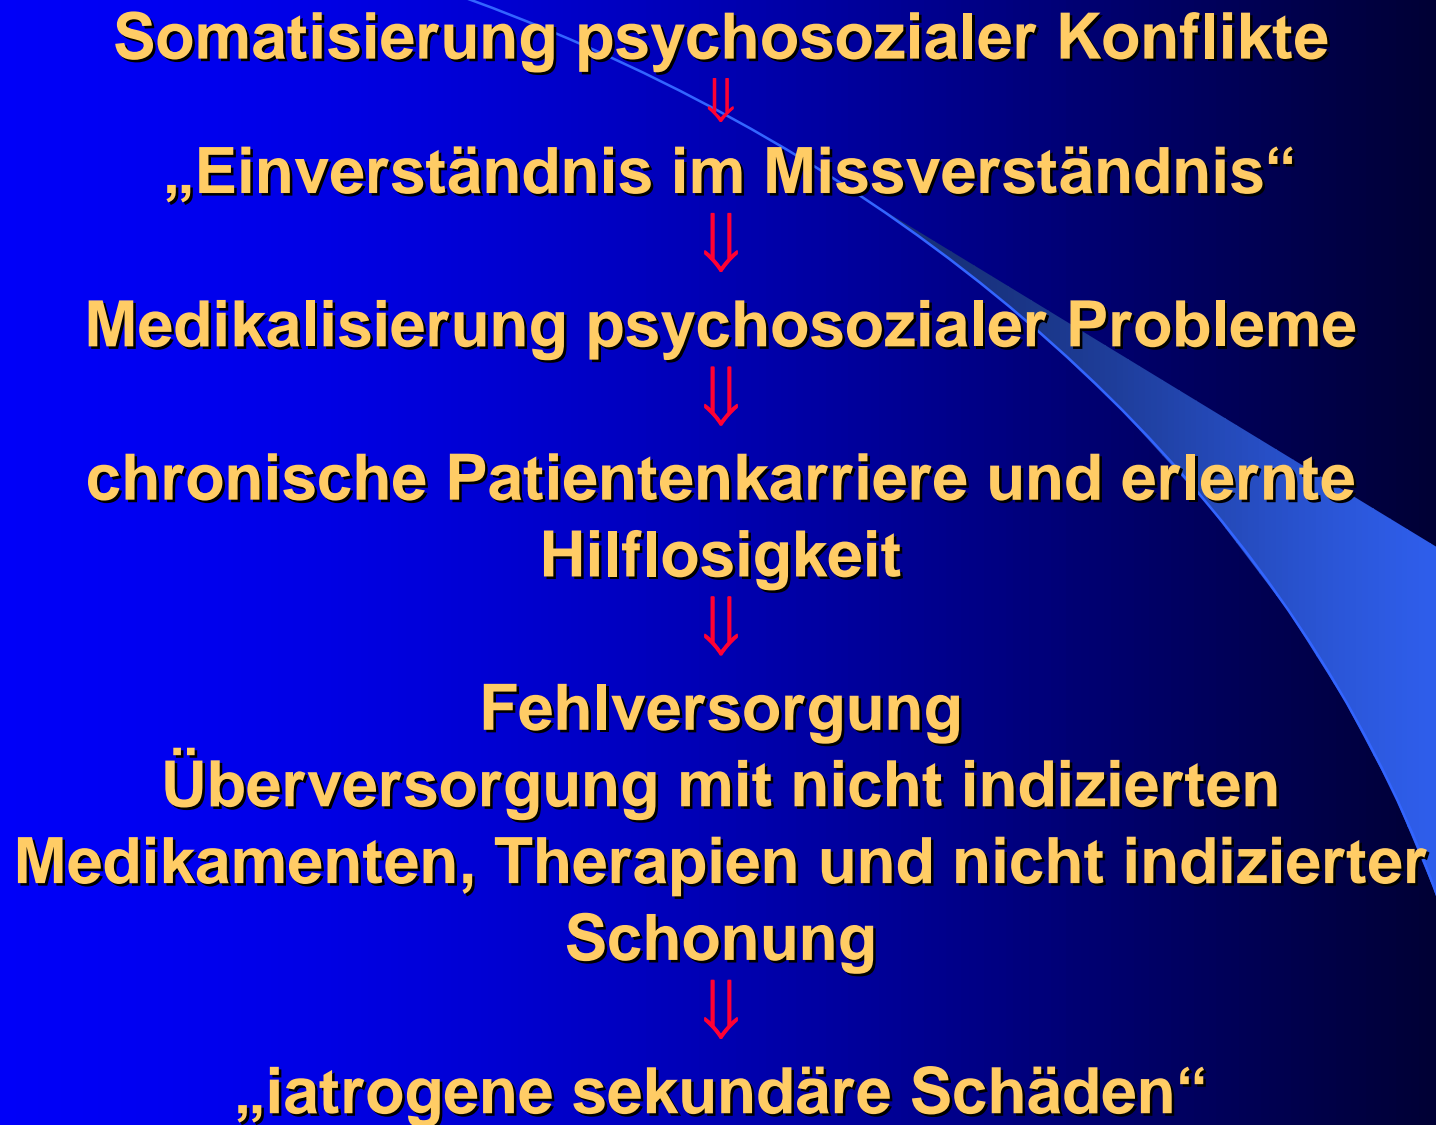 Somatisierung psychosozialer Konflikte
⇓
„Einverständnis im Missverständnis“
⇓
Medikalisierung psychosozialer Probleme
⇓
chronische Patientenkarriere und erlernte
Hilflosigkeit
⇓
Fehlversorgung
Überversorgung mit nicht indizierten
Medikamenten, Therapien und nicht indizierter
Schonung
⇓
„iatrogene sekundäre Schäden“